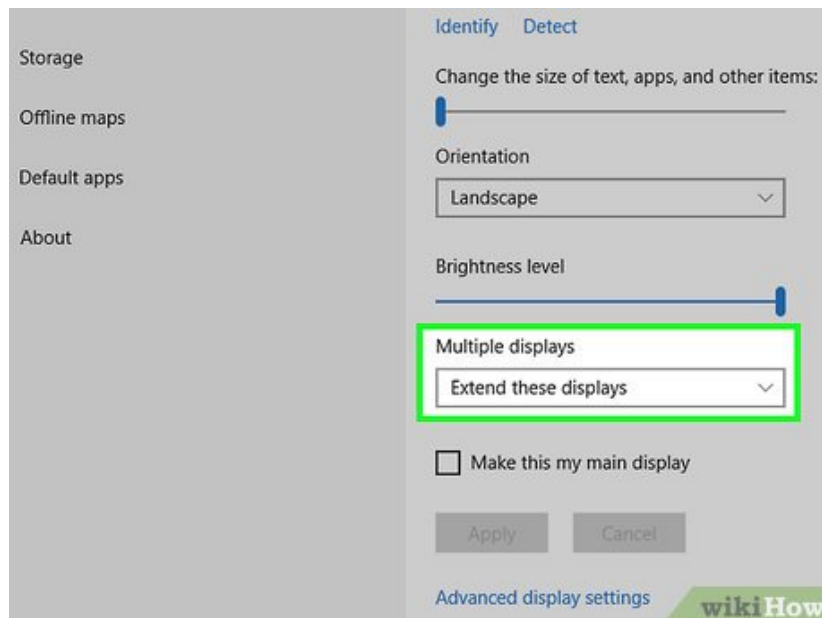 Storage
Offline maps
Default apps
About
Identify Detect
Change the size of text, apps, and other items:
Orientation
Landscape
Brightness level
Multiple displays
Extend these displays
Make this my main display
Apply Cancel
Advanced display settings
wikiHow